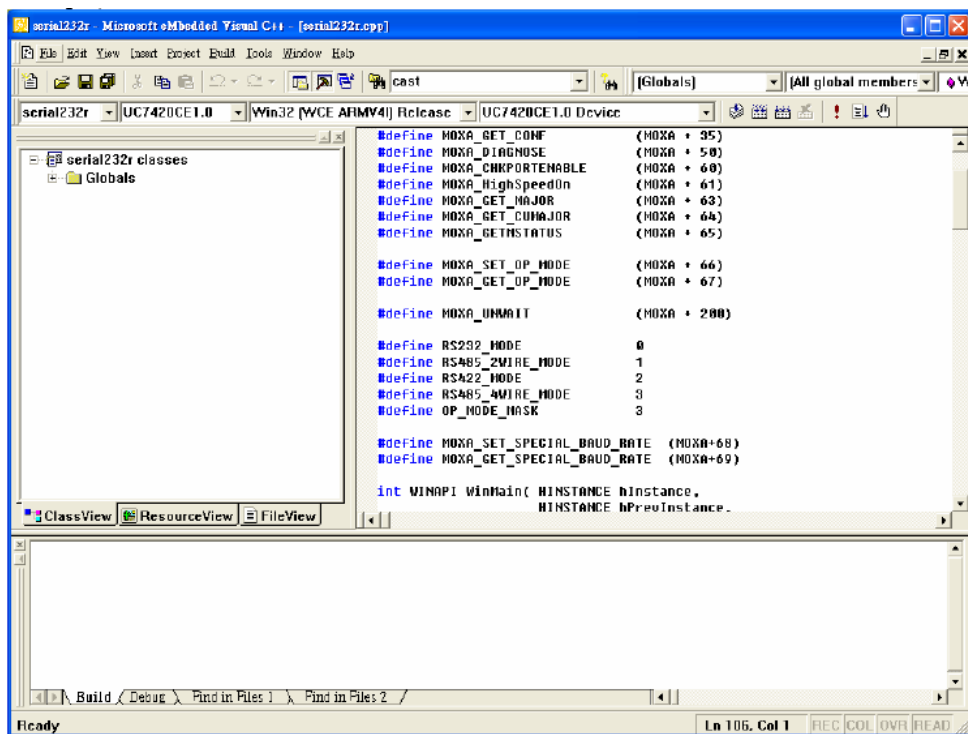 serial232r - Microsoft eMbedded Visual C++ - [serial232r.cpp]
File Edit View Insert Project Build Tools Window Help
cast [Globals] [All global members
serial232r UC7420CE1.0 Win32 (WCE ARMV4I) Release UC7420CE1.0 Device
serial232r classes
Globals
#define MOXA_GET_CONF (MOXA + 35)
#define MOXA_DIAGNOSE (MOXA + 50)
#define MOXA_CHKPORTENABLE (MOXA + 60)
#define MOXA_HighSpeedOn (MOXA + 61)
#define MOXA_GET_MAJOR (MOXA + 63)
#define MOXA_GET_CUMAJOR (MOXA + 64)
#define MOXA_GETMSTATUS (MOXA + 65)
#define MOXA_SET_OP_MODE (MOXA + 66)
#define MOXA_GET_OP_MODE (MOXA + 67)
#define MOXA_UNWAIT (MOXA + 200)
#define RS232_MODE 0
#define RS485_2WIRE_MODE 1
#define RS422_MODE 2
#define RS485_4WIRE_MODE 3
#define OP_MODE_MASK 3
#define MOXA_SET_SPECIAL_BAUD_RATE (MOXA+68)
#define MOXA_GET_SPECIAL_BAUD_RATE (MOXA+69)
int WINAPI WinMain( HINSTANCE hInstance,
HINSTANCE hPrevInstance,
ClassView ResourceView FileView
Build Debug Find in Files 1 Find in Files 2
Ready Ln 106, Col 1 REC COL OVR READ